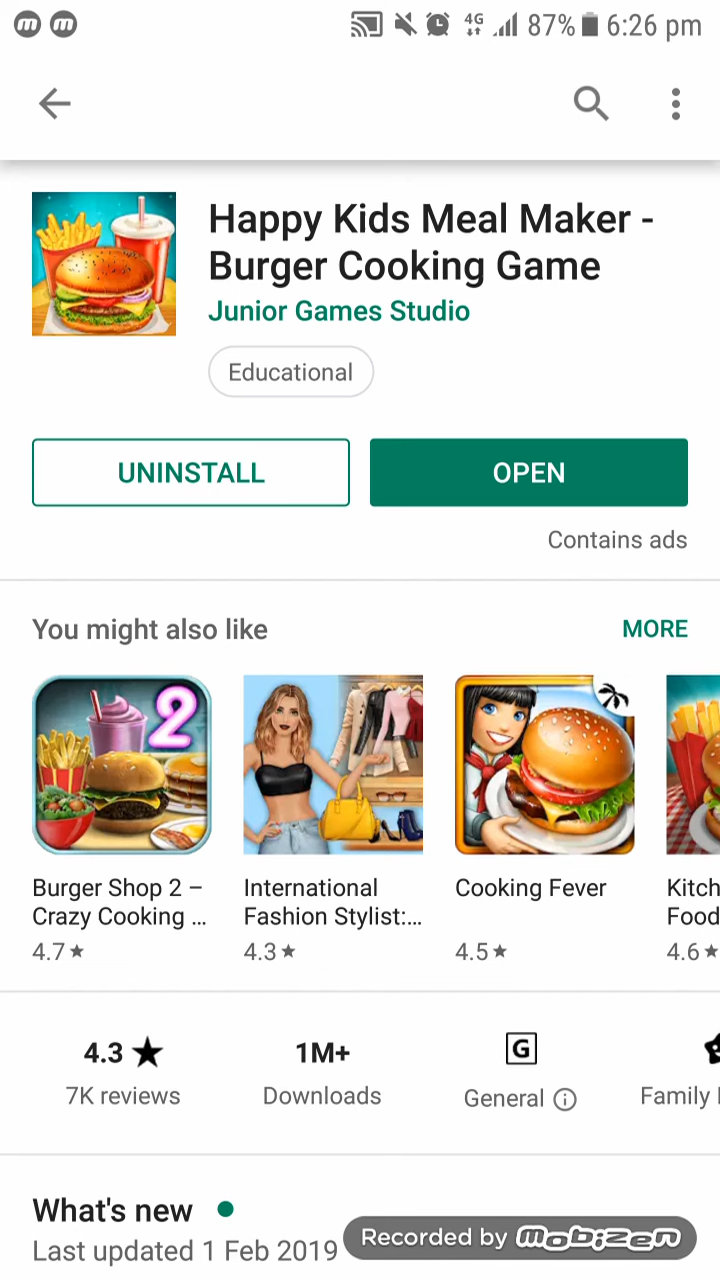 4G 87% 6:26 pm
Happy Kids Meal Maker -
Burger Cooking Game
Junior Games Studio
Educational
UNINSTALL
OPEN
Contains ads
You might also like
MORE
2
Burger Shop 2 –
Crazy Cooking ...
4.7★
International
Fashion Stylist:...
4.3★
Cooking Fever
4.5★
Kitch
Food
4.6★
4.3 ★
7K reviews
1M+
Downloads
G
General
Family
What's new
Last updated 1 Feb 2019
Recorded by mobizen